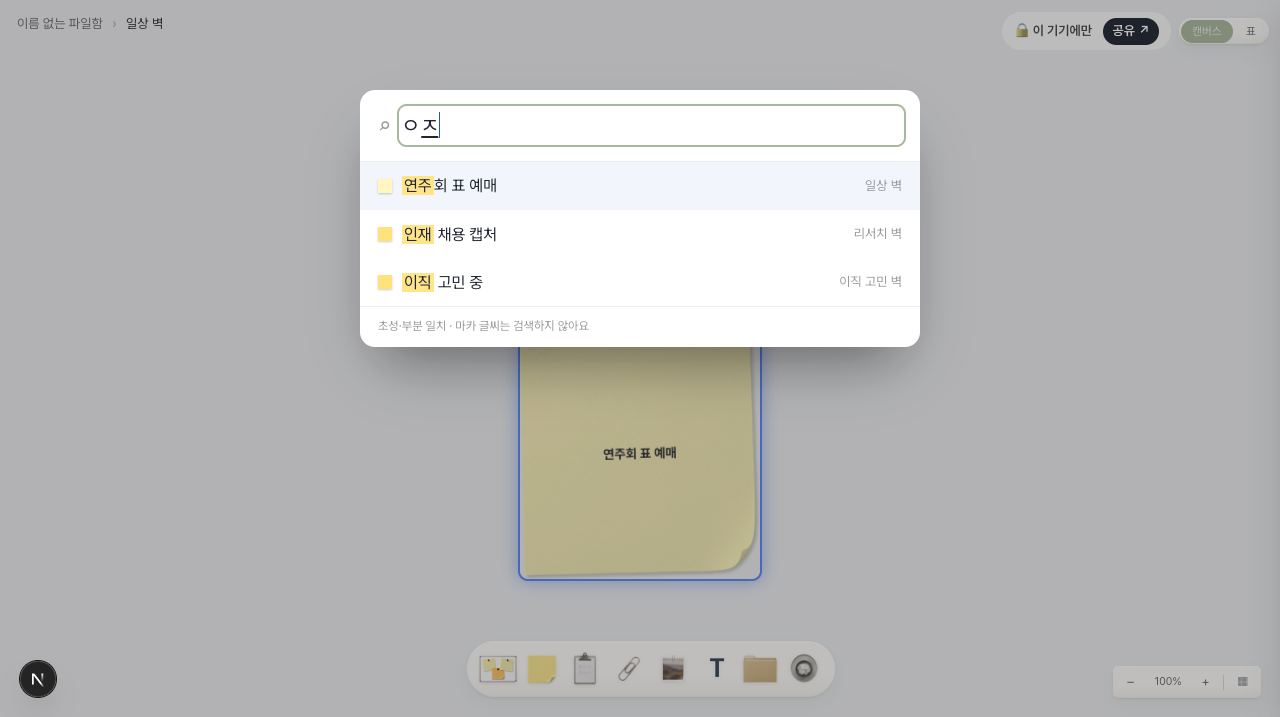 이름 없는 파일함 › 일상 벽
이 기기에만 공유 ↗ 캔버스 표
ㅇㅈ
연주회 표 예매 일상 벽
인재 채용 캡처 리서치 벽
이직 고민 중 이직 고민 벽
초성·부분 일치 · 마카 글씨는 검색하지 않아요
연주회 표 예매
N T − 100% +